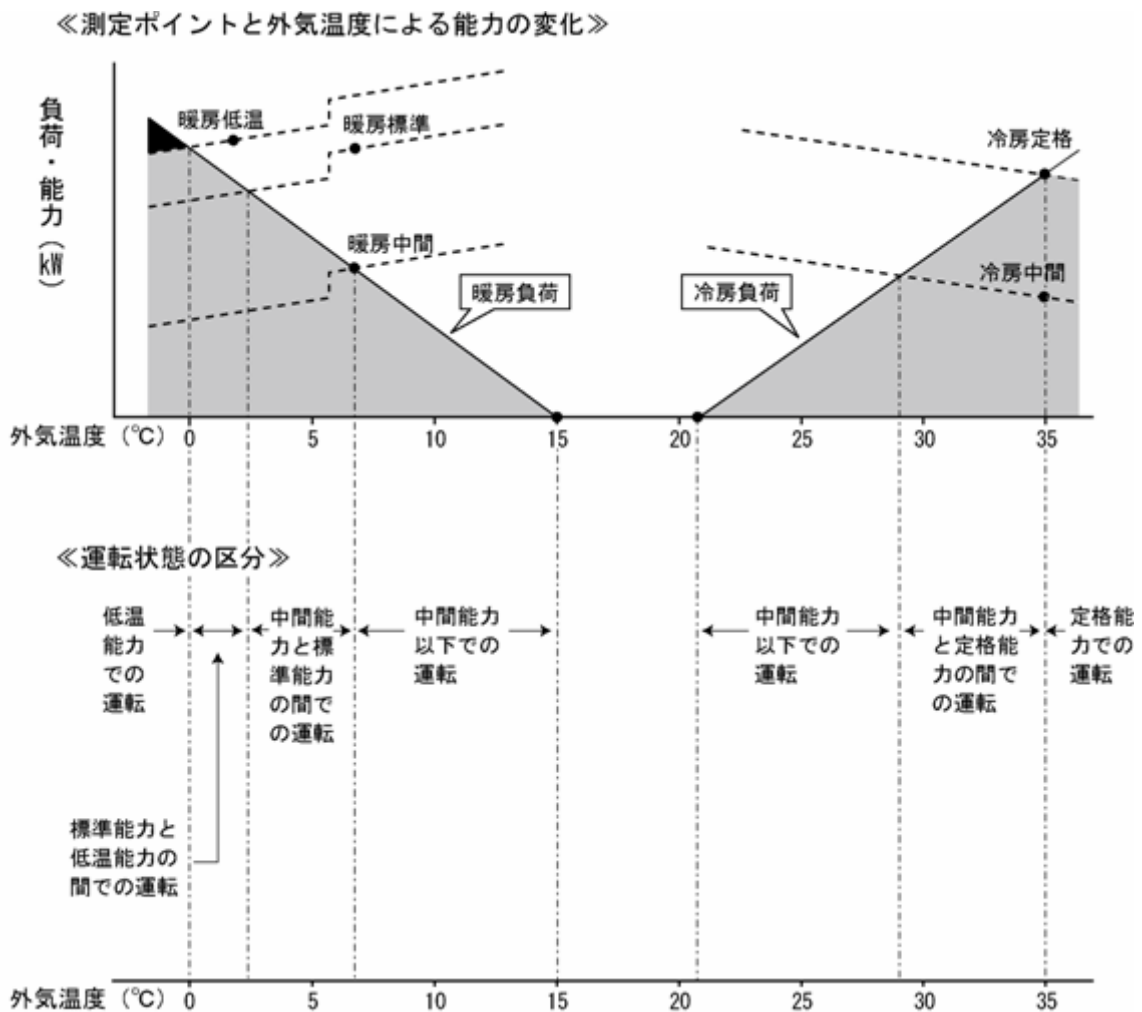 ≪測定ポイントと外気温度による能力の変化≫
負荷・能力(kW)
暖房低温
暖房標準
暖房中間
暖房負荷
冷房負荷
冷房定格
冷房中間
外気温度 (℃) 0 5 10 15 20 25 30 35
≪運転状態の区分≫
低温
能力
での
運転
中間能
力と標
準能力
の間で
の運転
中間能力
以下での
運転
中間能力
以下での
運転
中間能力
と定格能
力の間で
の運転
定格能
力での
運転
標準能力と
低温能力の
間での運転
外気温度 (℃) 0 5 10 15 20 25 30 35